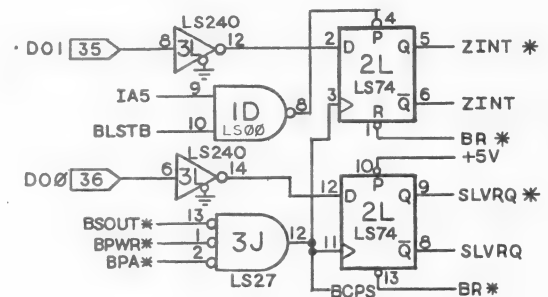 LS240
DO1 35 8 3L 12 2 D P 4 Q 5 ZINT *
2L
LS74
IA5 9 1D 8 3 Q 6 ZINT
LS00
BLSTB 10 R 1 BR *
LS240
10 +5V
DO0 36 6 3L 14 12 D P Q 9 SLVRQ *
2L
LS74
BSOUT* 13
BPWR* 1 3J 12 11 Q 8 SLVRQ
BPA* 2
LS27
BCPS 13 BR *